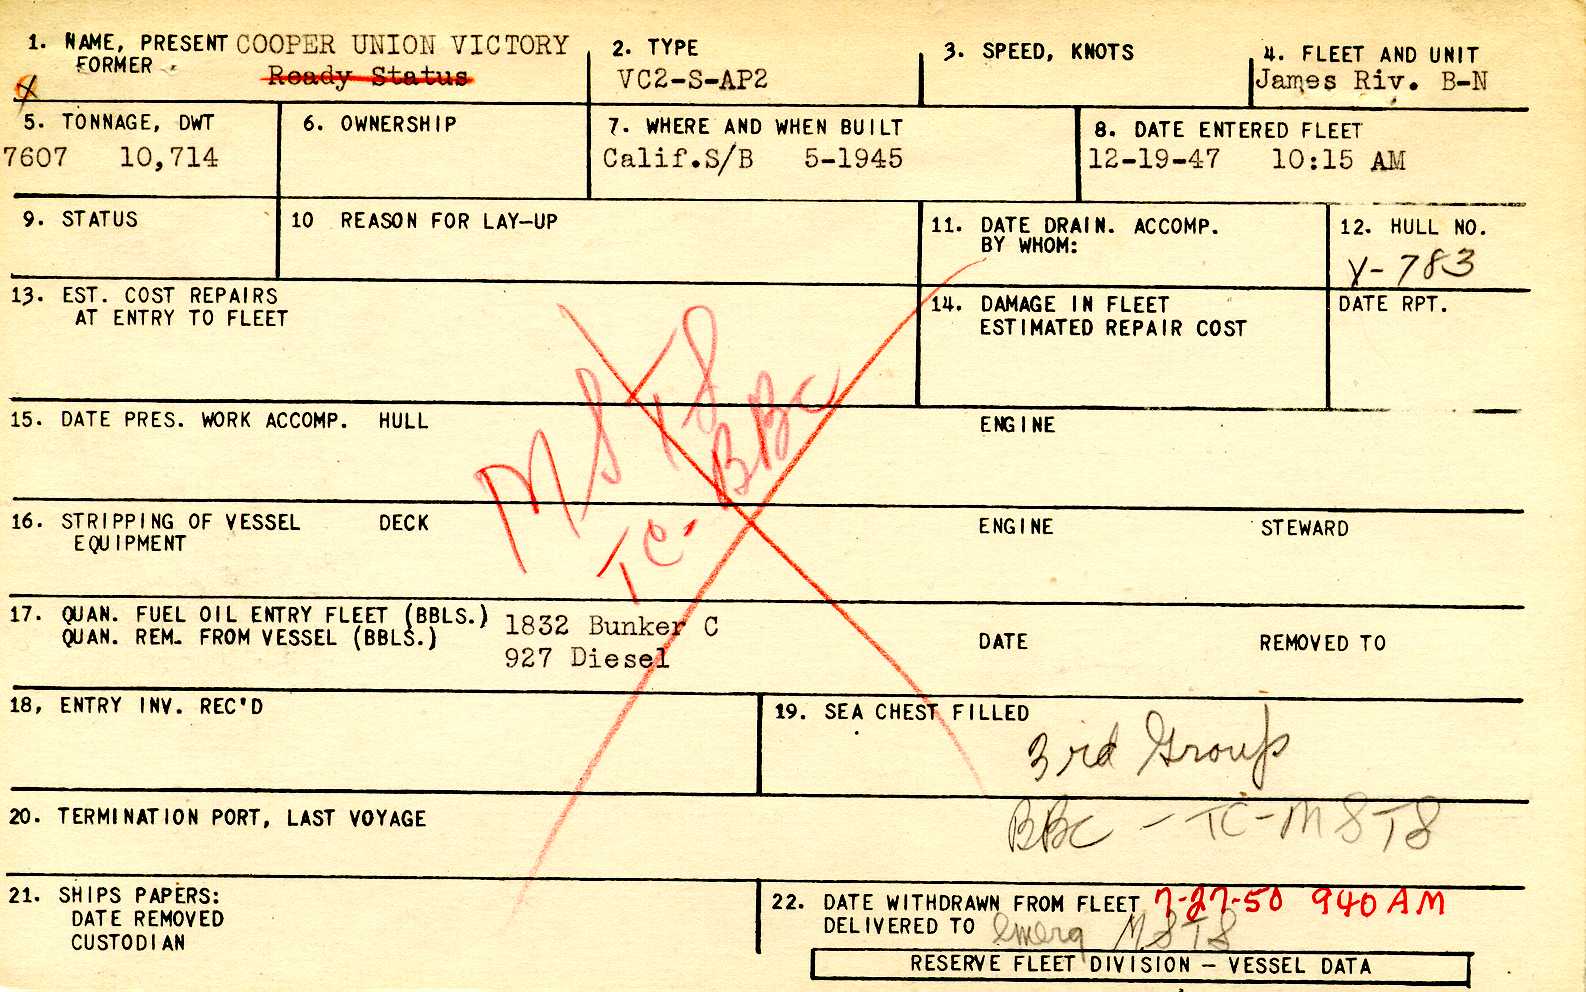 1. NAME, PRESENT COOPER UNION VICTORY
FORMER Ready Status
2. TYPE
VC2-S-AP2
3. SPEED, KNOTS
4. FLEET AND UNIT
James Riv. B-N
5. TONNAGE, DWT
7607 10,714
6. OWNERSHIP
7. WHERE AND WHEN BUILT
Calif.S/B 5-1945
8. DATE ENTERED FLEET
12-19-47 10:15 AM
9. STATUS
10 REASON FOR LAY-UP
11. DATE DRAIN. ACCOMP.
BY WHOM:
12. HULL NO.
V-783
13. EST. COST REPAIRS
AT ENTRY TO FLEET
14. DAMAGE IN FLEET
ESTIMATED REPAIR COST
DATE RPT.
MSTS
TC-BBC
15. DATE PRES. WORK ACCOMP. HULL ENGINE
16. STRIPPING OF VESSEL DECK ENGINE STEWARD
EQUIPMENT
17. QUAN. FUEL OIL ENTRY FLEET (BBLS.) 1832 Bunker C
QUAN. REM. FROM VESSEL (BBLS.) 927 Diesel DATE REMOVED TO
18, ENTRY INV. REC'D
19. SEA CHEST FILLED
3rd Group
20. TERMINATION PORT, LAST VOYAGE
BBC - TC-MSTS
21. SHIPS PAPERS:
DATE REMOVED
CUSTODIAN
22. DATE WITHDRAWN FROM FLEET 7-27-50 940 AM
DELIVERED TO emerg MSTS
RESERVE FLEET DIVISION - VESSEL DATA